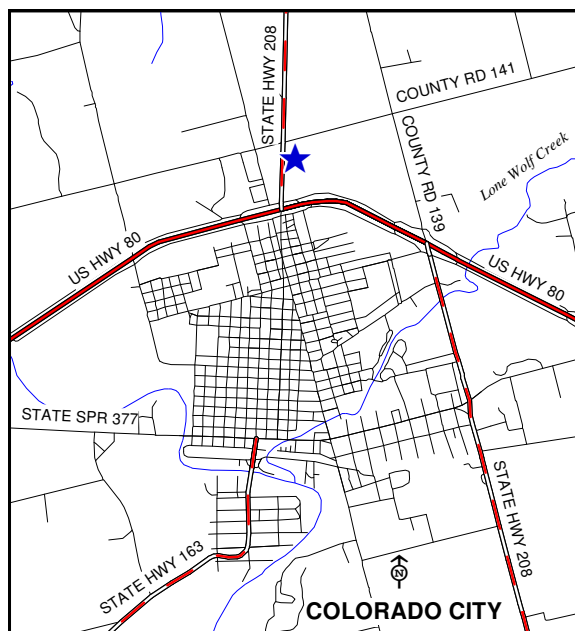 STATE HWY 208
COUNTY RD 141
COUNTY RD 139
Lone Wolf Creek
US HWY 80
US HWY 80
STATE SPR 377
STATE HWY 163
STATE HWY 208
N
COLORADO CITY